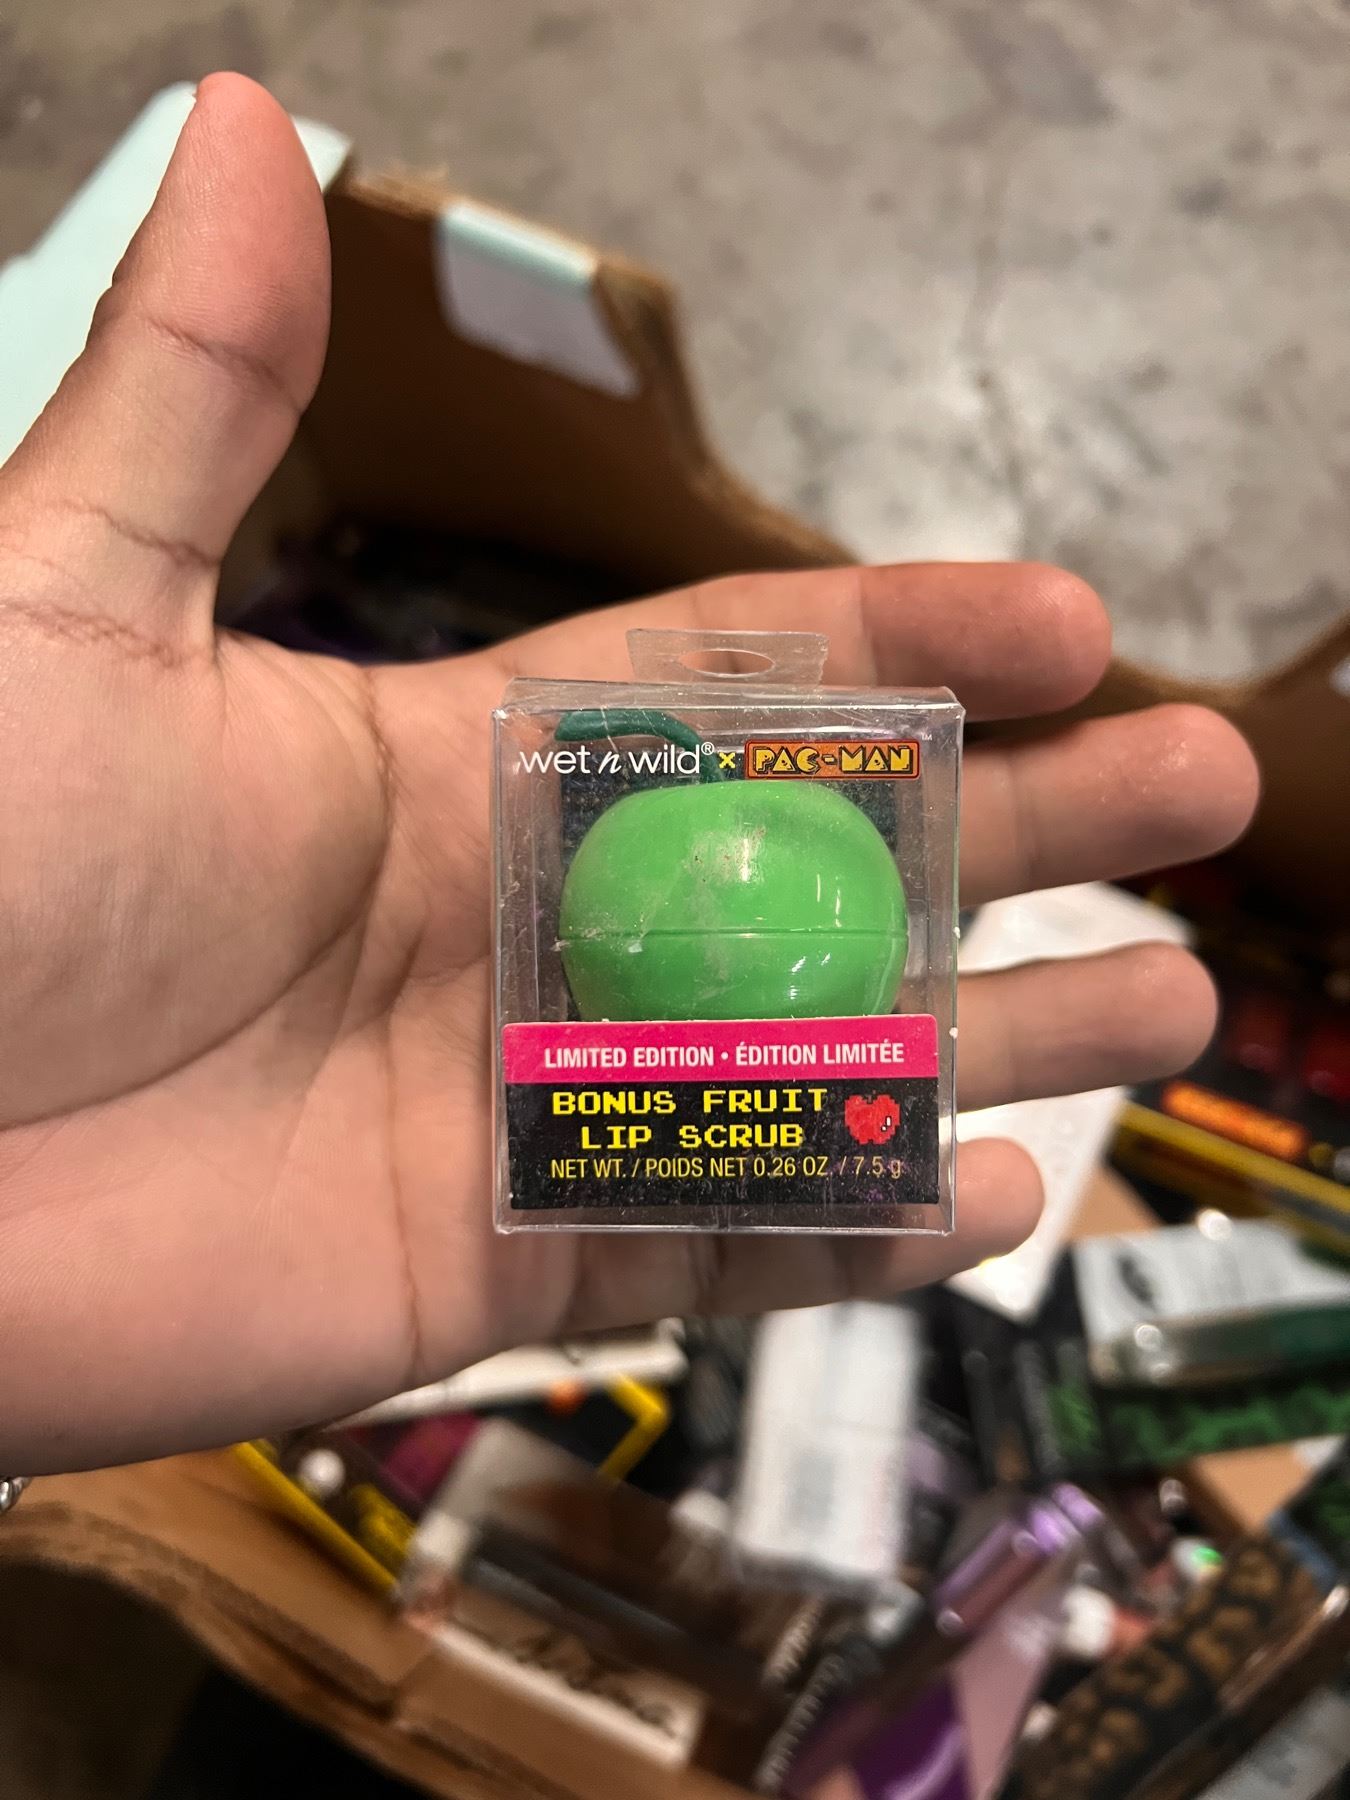 wet n wild® x PAC-MAN™
LIMITED EDITION • ÉDITION LIMITÉE
BONUS FRUIT
LIP SCRUB
NET WT. / POIDS NET 0.26 OZ. / 7.5 g